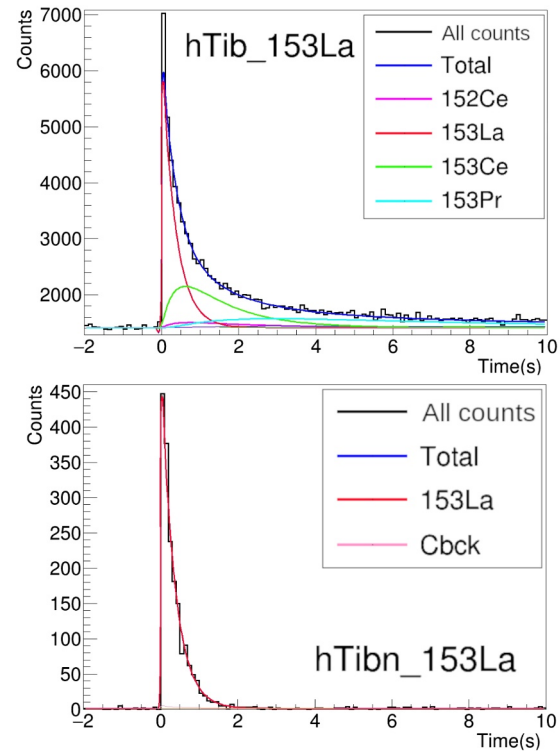 Counts
7000
6000
5000
4000
3000
2000
hTib_153La
All counts
Total
152Ce
153La
153Ce
153Pr
−2 0 2 4 6 8 10
Time(s)
Counts
450
400
350
300
250
200
150
100
50
0
All counts
Total
153La
Cbck
hTibn_153La
−2 0 2 4 6 8 10
Time(s)